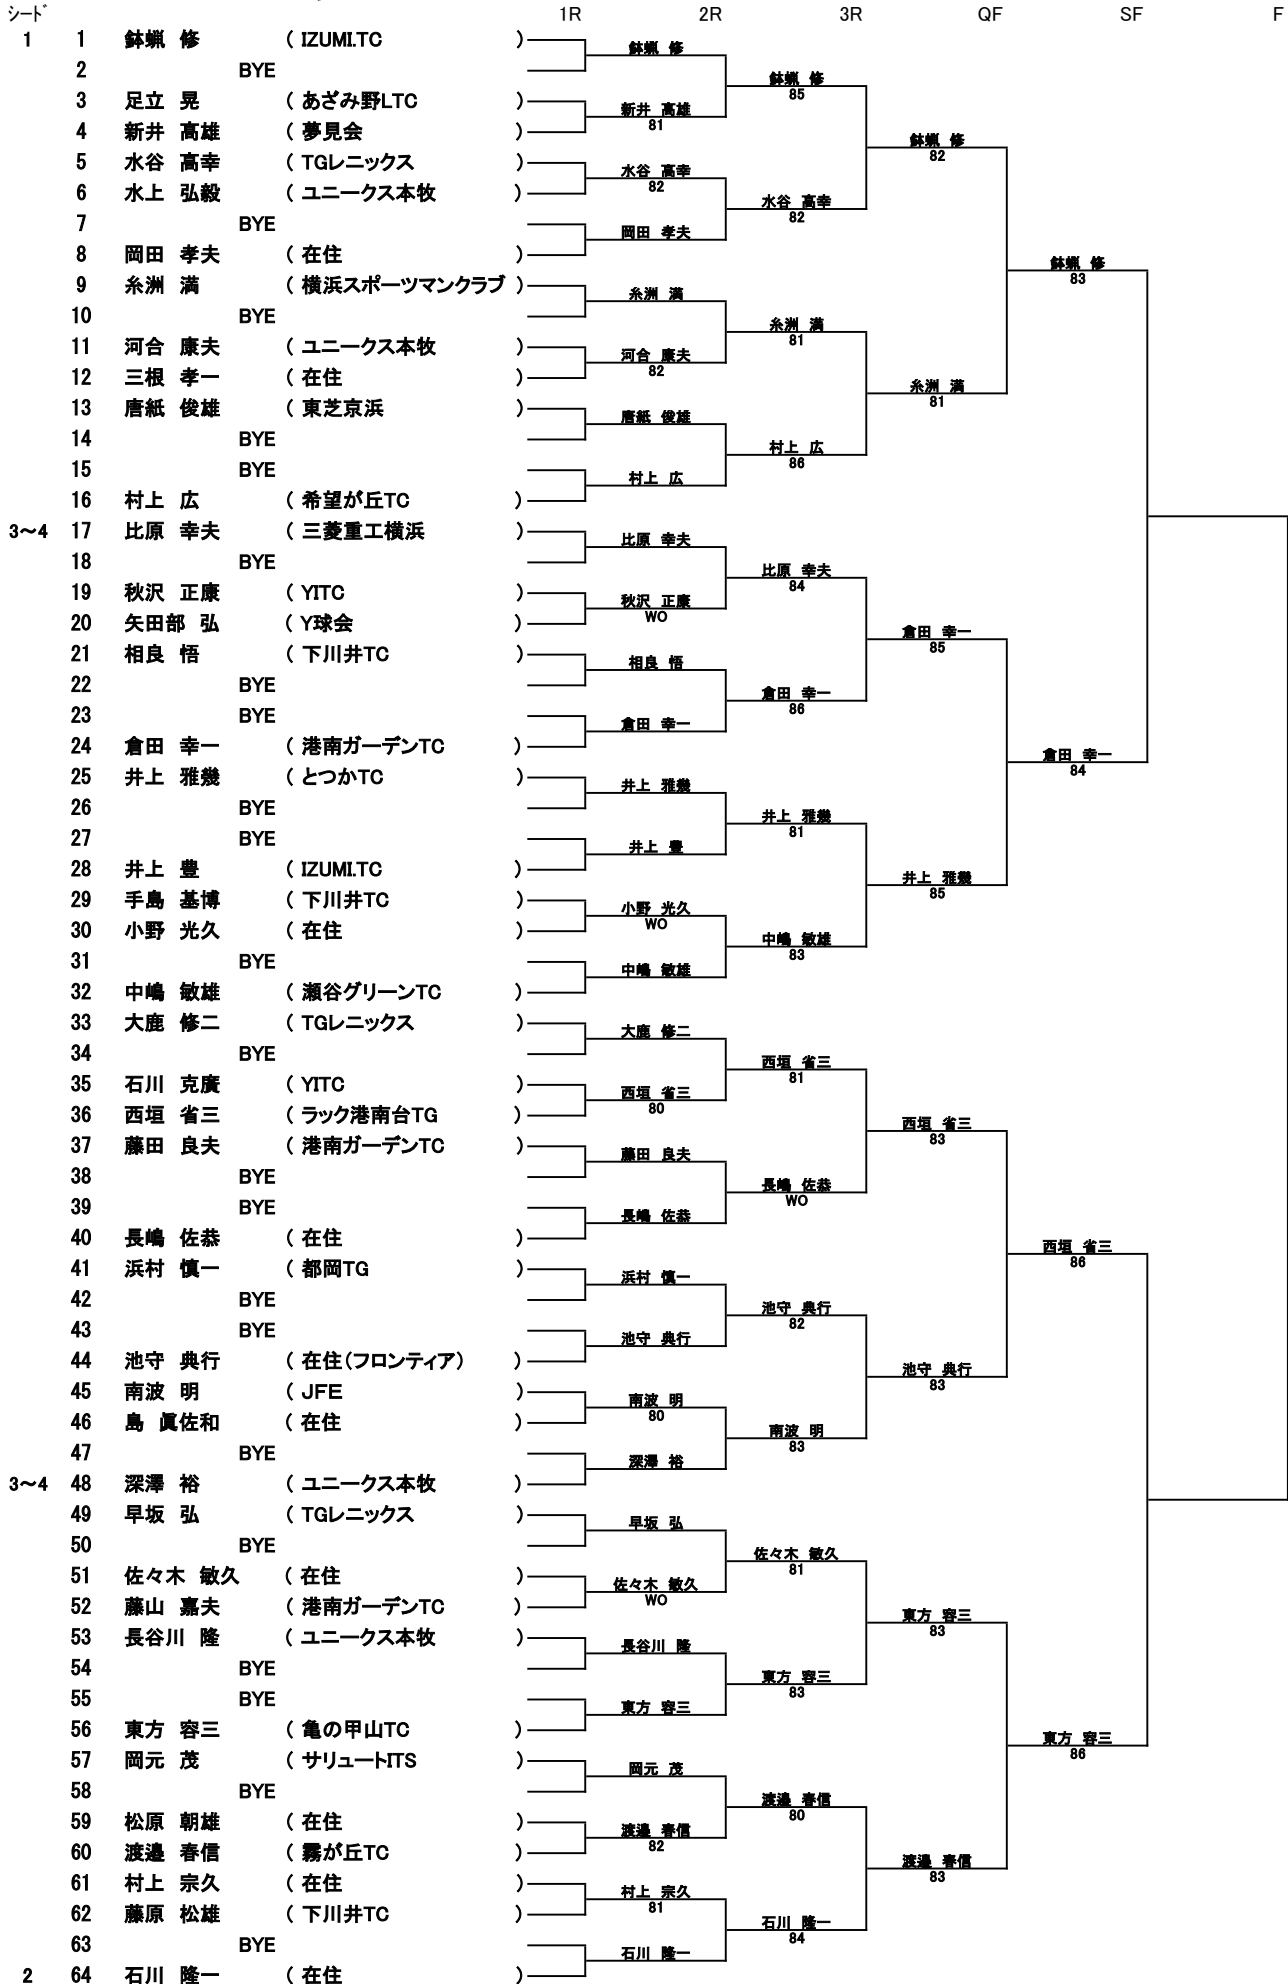 シード 1R 2R 3R QF SF F
1 1 鉢蝋 修 ( IZUMI.TC )
鉢蝋 修
2 BYE
鉢蝋 修
85
3 足立 晃 ( あざみ野LTC )
新井 高雄
81
4 新井 高雄 ( 夢見会 )
鉢蝋 修
82
5 水谷 高幸 ( TGレニックス )
水谷 高幸
82
6 水上 弘毅 ( ユニークス本牧 )
水谷 高幸
82
7 BYE
岡田 孝夫
8 岡田 孝夫 ( 在住 )
鉢蝋 修
83
9 糸洲 満 ( 横浜スポーツマンクラブ )
糸洲 満
10 BYE
糸洲 満
81
11 河合 康夫 ( ユニークス本牧 )
河合 康夫
82
12 三根 孝一 ( 在住 )
糸洲 満
81
13 唐紙 俊雄 ( 東芝京浜 )
唐紙 俊雄
14 BYE
村上 広
86
15 BYE
村上 広
16 村上 広 ( 希望が丘TC )
3～4 17 比原 幸夫 ( 三菱重工横浜 )
比原 幸夫
18 BYE
比原 幸夫
84
19 秋沢 正康 ( YITC )
秋沢 正康
WO
20 矢田部 弘 ( Y球会 )
倉田 幸一
85
21 相良 悟 ( 下川井TC )
相良 悟
22 BYE
倉田 幸一
86
23 BYE
倉田 幸一
24 倉田 幸一 ( 港南ガーデンTC )
倉田 幸一
84
25 井上 雅幾 ( とつかTC )
井上 雅幾
26 BYE
井上 雅幾
81
27 BYE
井上 豊
28 井上 豊 ( IZUMI.TC )
井上 雅幾
85
29 手島 基博 ( 下川井TC )
小野 光久
WO
30 小野 光久 ( 在住 )
中嶋 敏雄
83
31 BYE
中嶋 敏雄
32 中嶋 敏雄 ( 瀬谷グリーンTC )
33 大鹿 修二 ( TGレニックス )
大鹿 修二
34 BYE
西垣 省三
81
35 石川 克廣 ( YITC )
西垣 省三
80
36 西垣 省三 ( ラック港南台TG )
西垣 省三
83
37 藤田 良夫 ( 港南ガーデンTC )
藤田 良夫
38 BYE
長嶋 佐恭
WO
39 BYE
長嶋 佐恭
40 長嶋 佐恭 ( 在住 )
西垣 省三
86
41 浜村 慎一 ( 都岡TG )
浜村 慎一
42 BYE
池守 典行
82
43 BYE
池守 典行
44 池守 典行 ( 在住(フロンティア) )
池守 典行
83
45 南波 明 ( JFE )
南波 明
80
46 島 眞佐和 ( 在住 )
南波 明
83
47 BYE
深澤 裕
3～4 48 深澤 裕 ( ユニークス本牧 )
49 早坂 弘 ( TGレニックス )
早坂 弘
50 BYE
佐々木 敏久
81
51 佐々木 敏久 ( 在住 )
佐々木 敏久
WO
52 藤山 嘉夫 ( 港南ガーデンTC )
東方 容三
83
53 長谷川 隆 ( ユニークス本牧 )
長谷川 隆
54 BYE
東方 容三
83
55 BYE
東方 容三
56 東方 容三 ( 亀の甲山TC )
東方 容三
86
57 岡元 茂 ( サリュートITS )
岡元 茂
58 BYE
渡邉 春信
80
59 松原 朝雄 ( 在住 )
渡邉 春信
82
60 渡邉 春信 ( 霧が丘TC )
渡邉 春信
83
61 村上 宗久 ( 在住 )
村上 宗久
81
62 藤原 松雄 ( 下川井TC )
石川 隆一
84
63 BYE
石川 隆一
2 64 石川 隆一 ( 在住 )